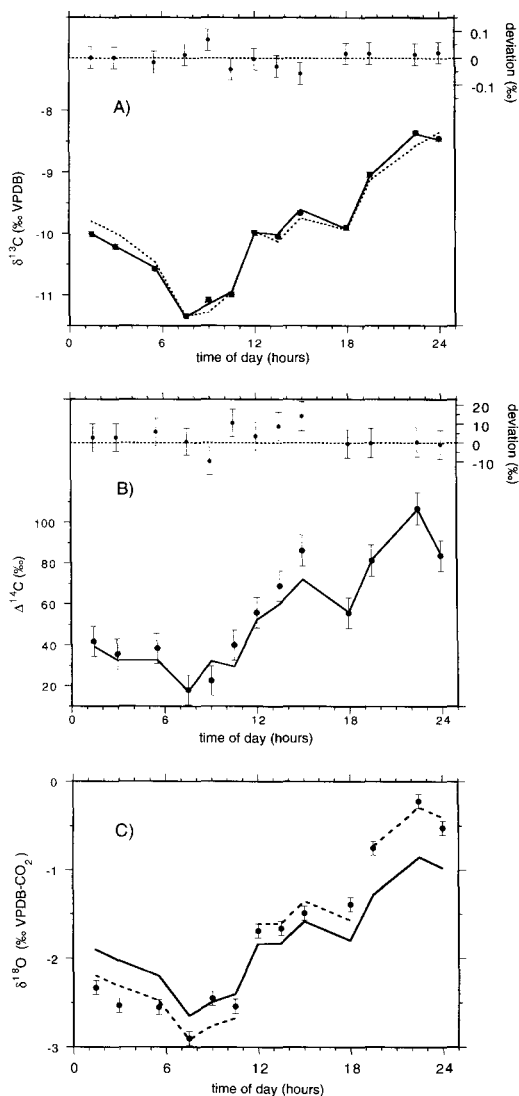 0.1
0
-0.1
deviation (‰)
A)
-8
-9
-10
-11
δ¹³C (‰ VPDB)
0 6 12 18 24
time of day (hours)
20
10
0
-10
deviation (‰)
B)
100
80
60
40
20
Δ¹⁴C (‰)
0 6 12 18 24
time of day (hours)
C)
0
-1
-2
-3
δ¹⁸O (‰ VPDB-CO₂)
0 6 12 18 24
time of day (hours)